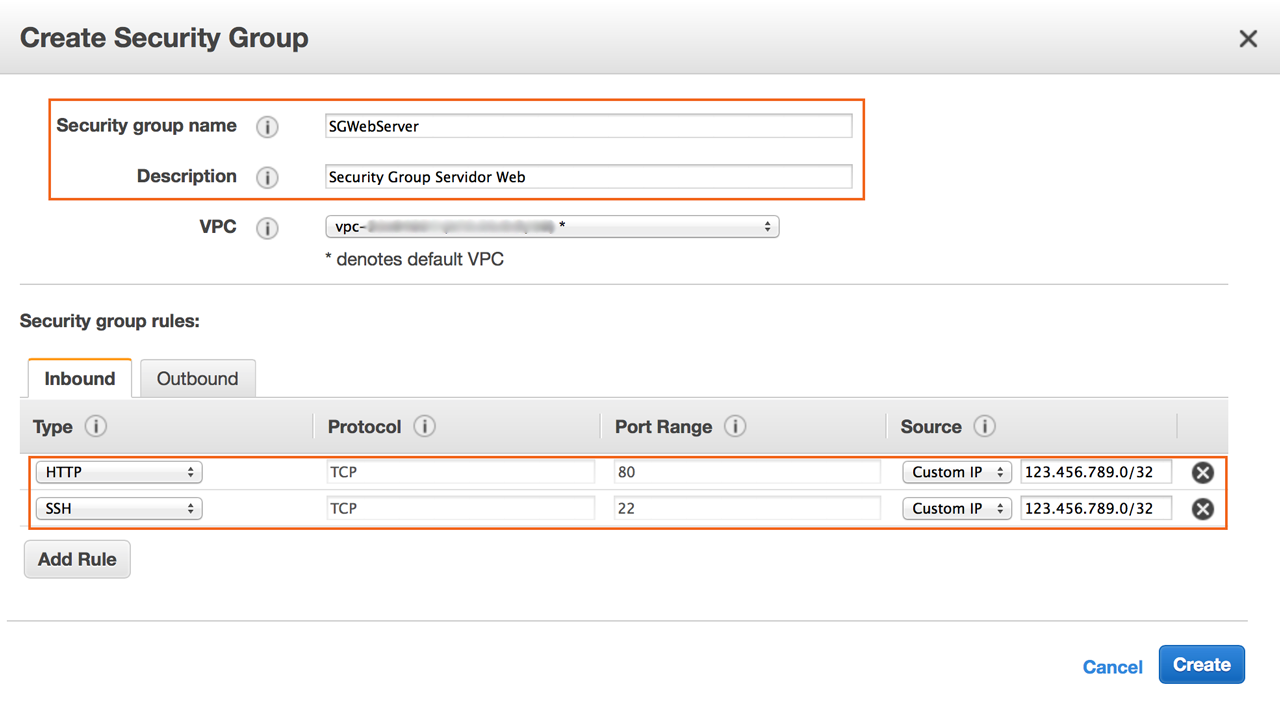 Create Security Group
Security group name i SGWebServer
Description i Security Group Servidor Web
VPC i vpc- *
* denotes default VPC
Security group rules:
Inbound Outbound
Type i Protocol i Port Range i Source i
HTTP TCP 80 Custom IP 123.456.789.0/32
SSH TCP 22 Custom IP 123.456.789.0/32
Add Rule
Cancel Create